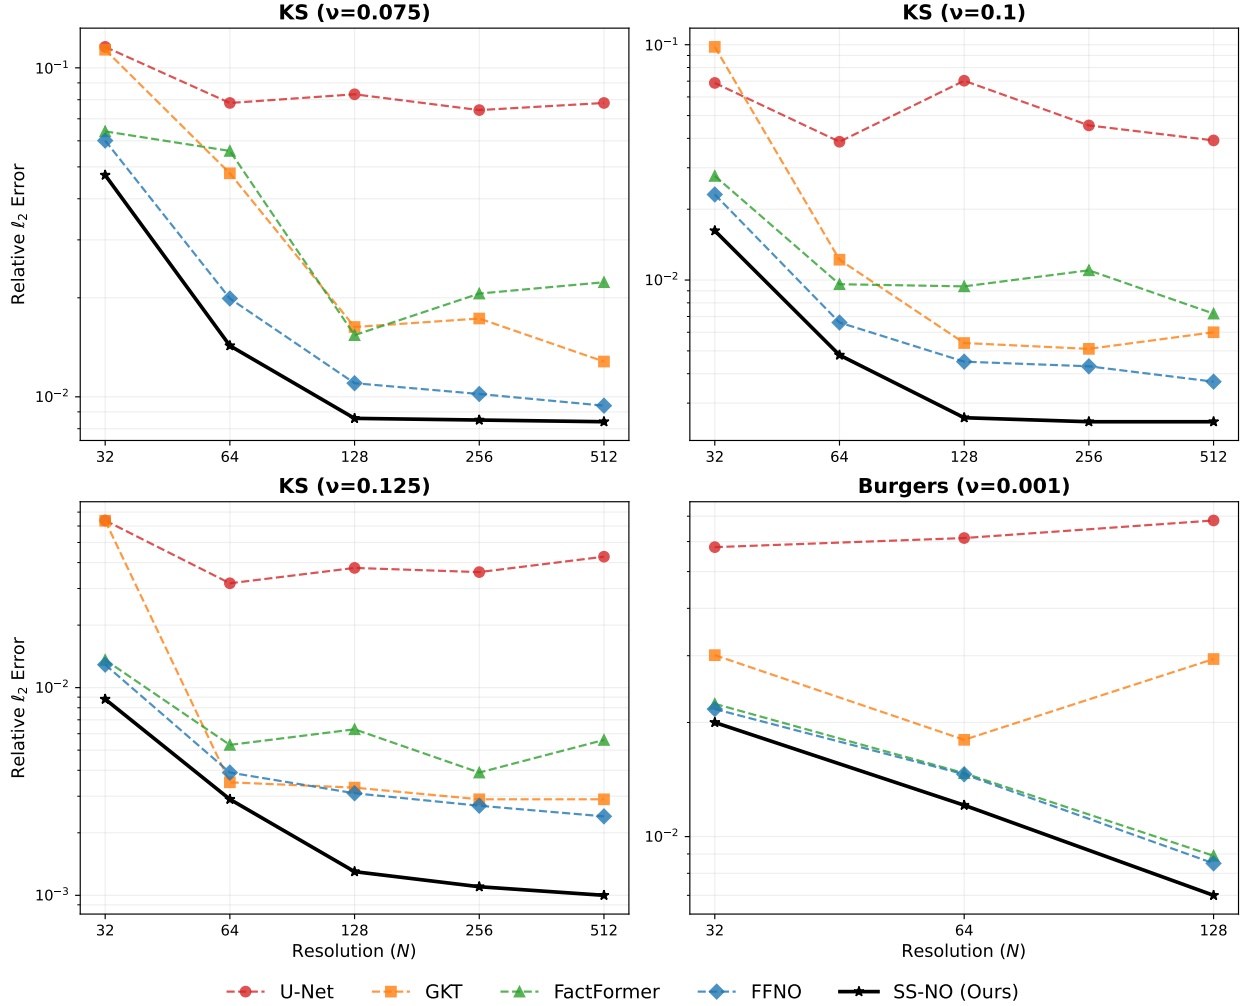 KS (ν=0.075)
Relative ℓ₂ Error
10⁻¹
10⁻²
32 64 128 256 512
KS (ν=0.1)
10⁻¹
10⁻²
32 64 128 256 512
KS (ν=0.125)
Relative ℓ₂ Error
10⁻²
10⁻³
32 64 128 256 512
Resolution (N)
Burgers (ν=0.001)
10⁻²
32 64 128
Resolution (N)
U-Net GKT FactFormer FFNO SS-NO (Ours)